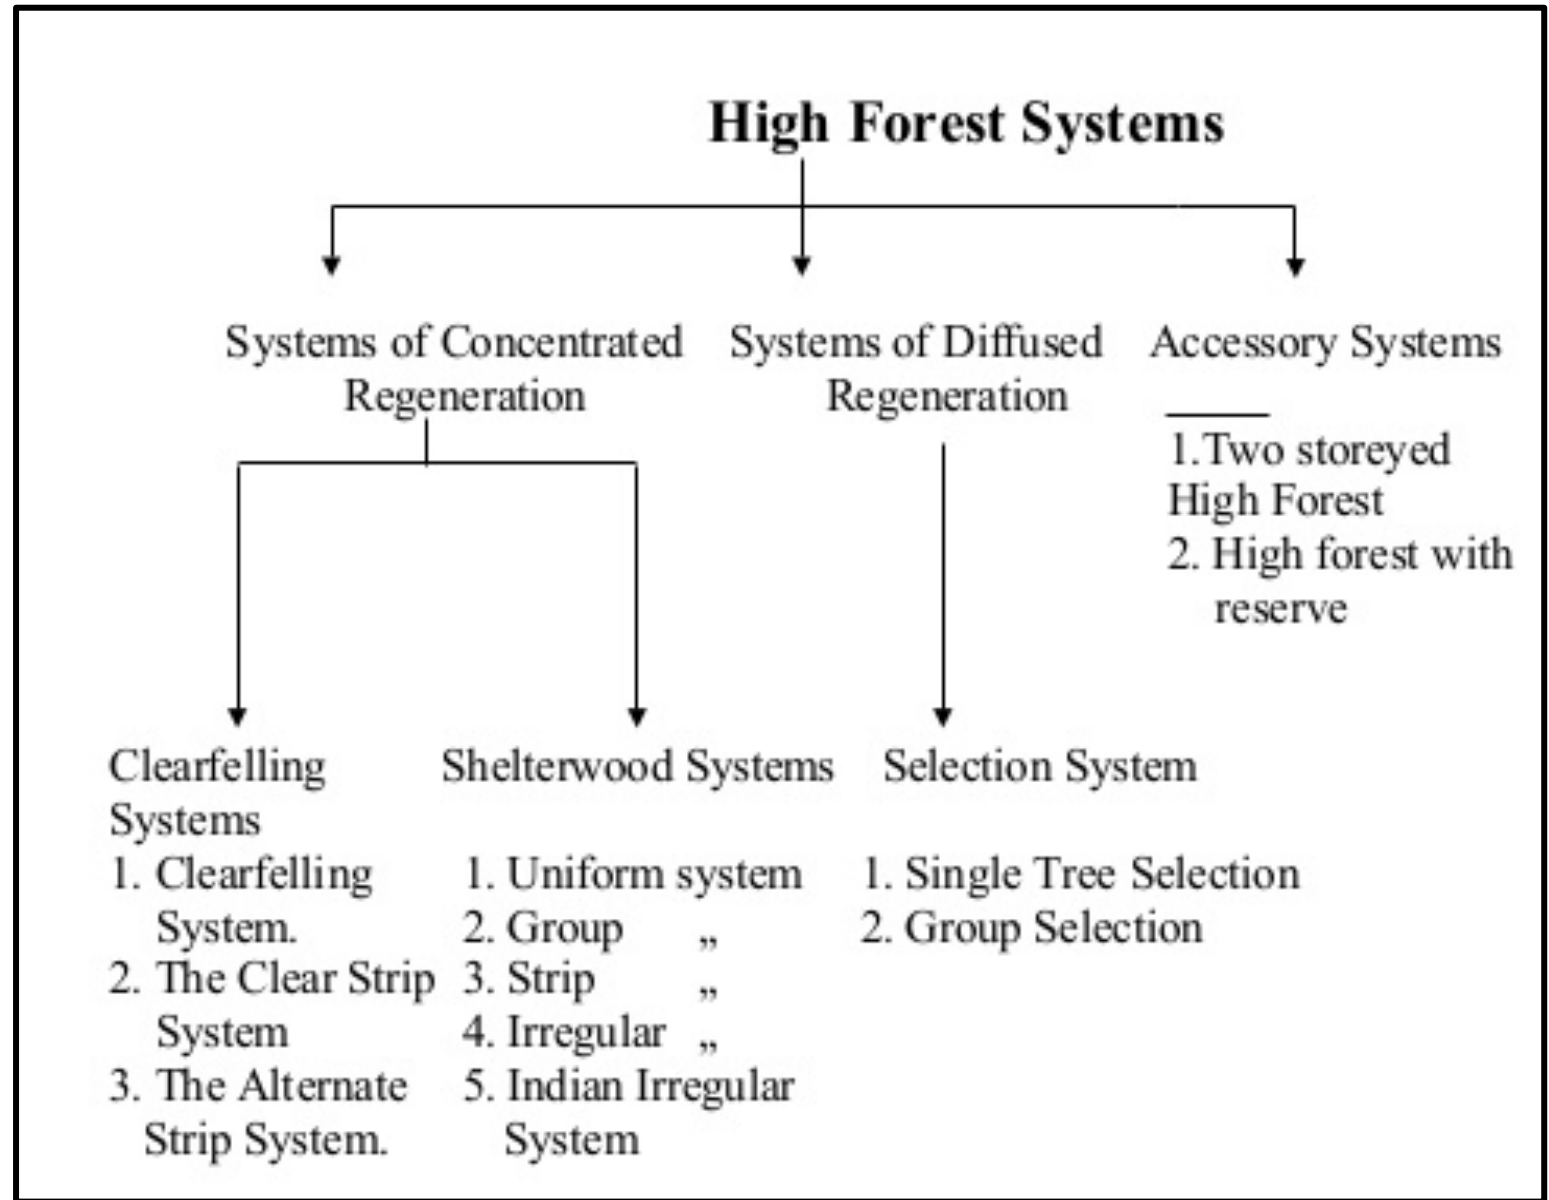 High Forest Systems
Systems of Concentrated
Regeneration
Systems of Diffused
Regeneration
Accessory Systems
1.Two storeyed
High Forest
2. High forest with
reserve
Clearfelling
Systems
1. Clearfelling
System.
2. The Clear Strip
System
3. The Alternate
Strip System.
Shelterwood Systems
1. Uniform system
2. Group „
3. Strip „
4. Irregular „
5. Indian Irregular
System
Selection System
1. Single Tree Selection
2. Group Selection